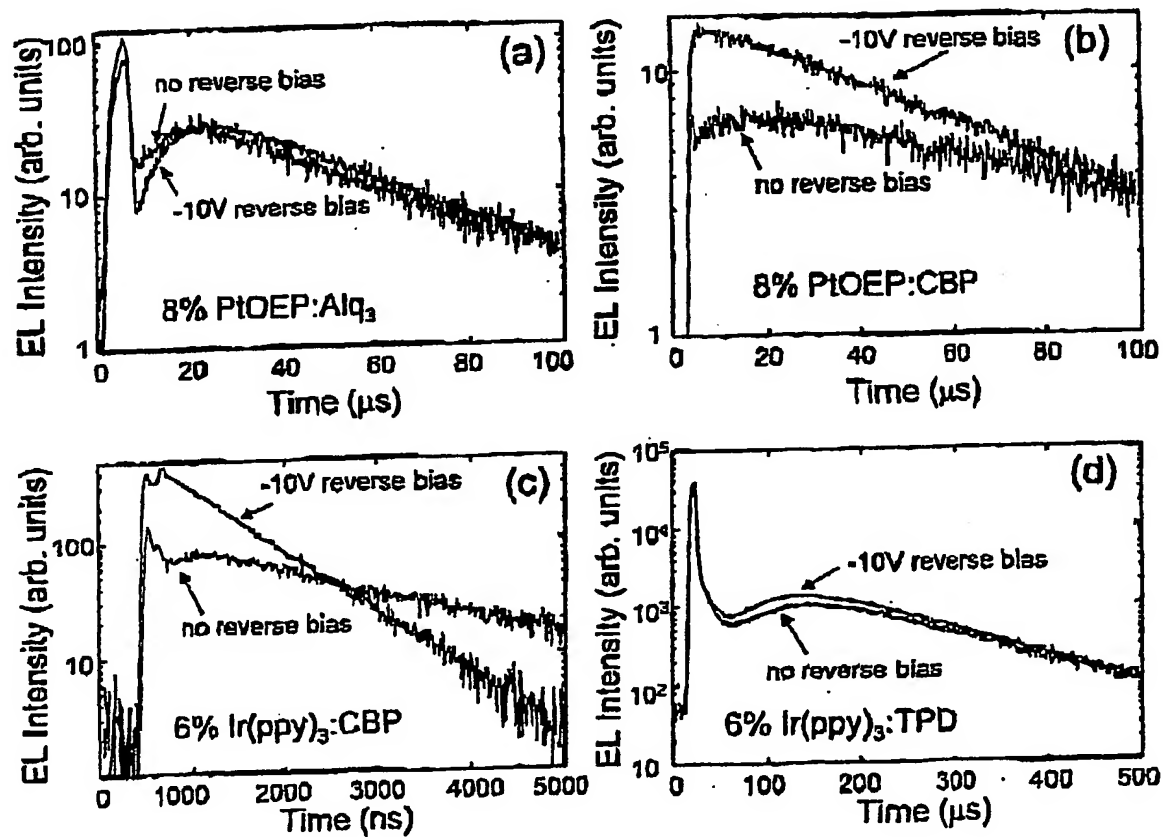 (a)
EL Intensity (arb. units)
100
10
1
no reverse bias
-10V reverse bias
8% PtOEP:Alq₃
0 20 40 60 80 100
Time (µs)
(b)
EL Intensity (arb. units)
10
1
-10V reverse bias
no reverse bias
8% PtOEP:CBP
0 20 40 60 80 100
Time (µs)
(c)
EL Intensity (arb. units)
100
10
-10V reverse bias
no reverse bias
6% Ir(ppy)₃:CBP
0 1000 2000 3000 4000 5000
Time (ns)
(d)
EL Intensity (arb. units)
10⁵
10⁴
10³
10²
10
-10V reverse bias
no reverse bias
6% Ir(ppy)₃:TPD
0 100 200 300 400 500
Time (µs)